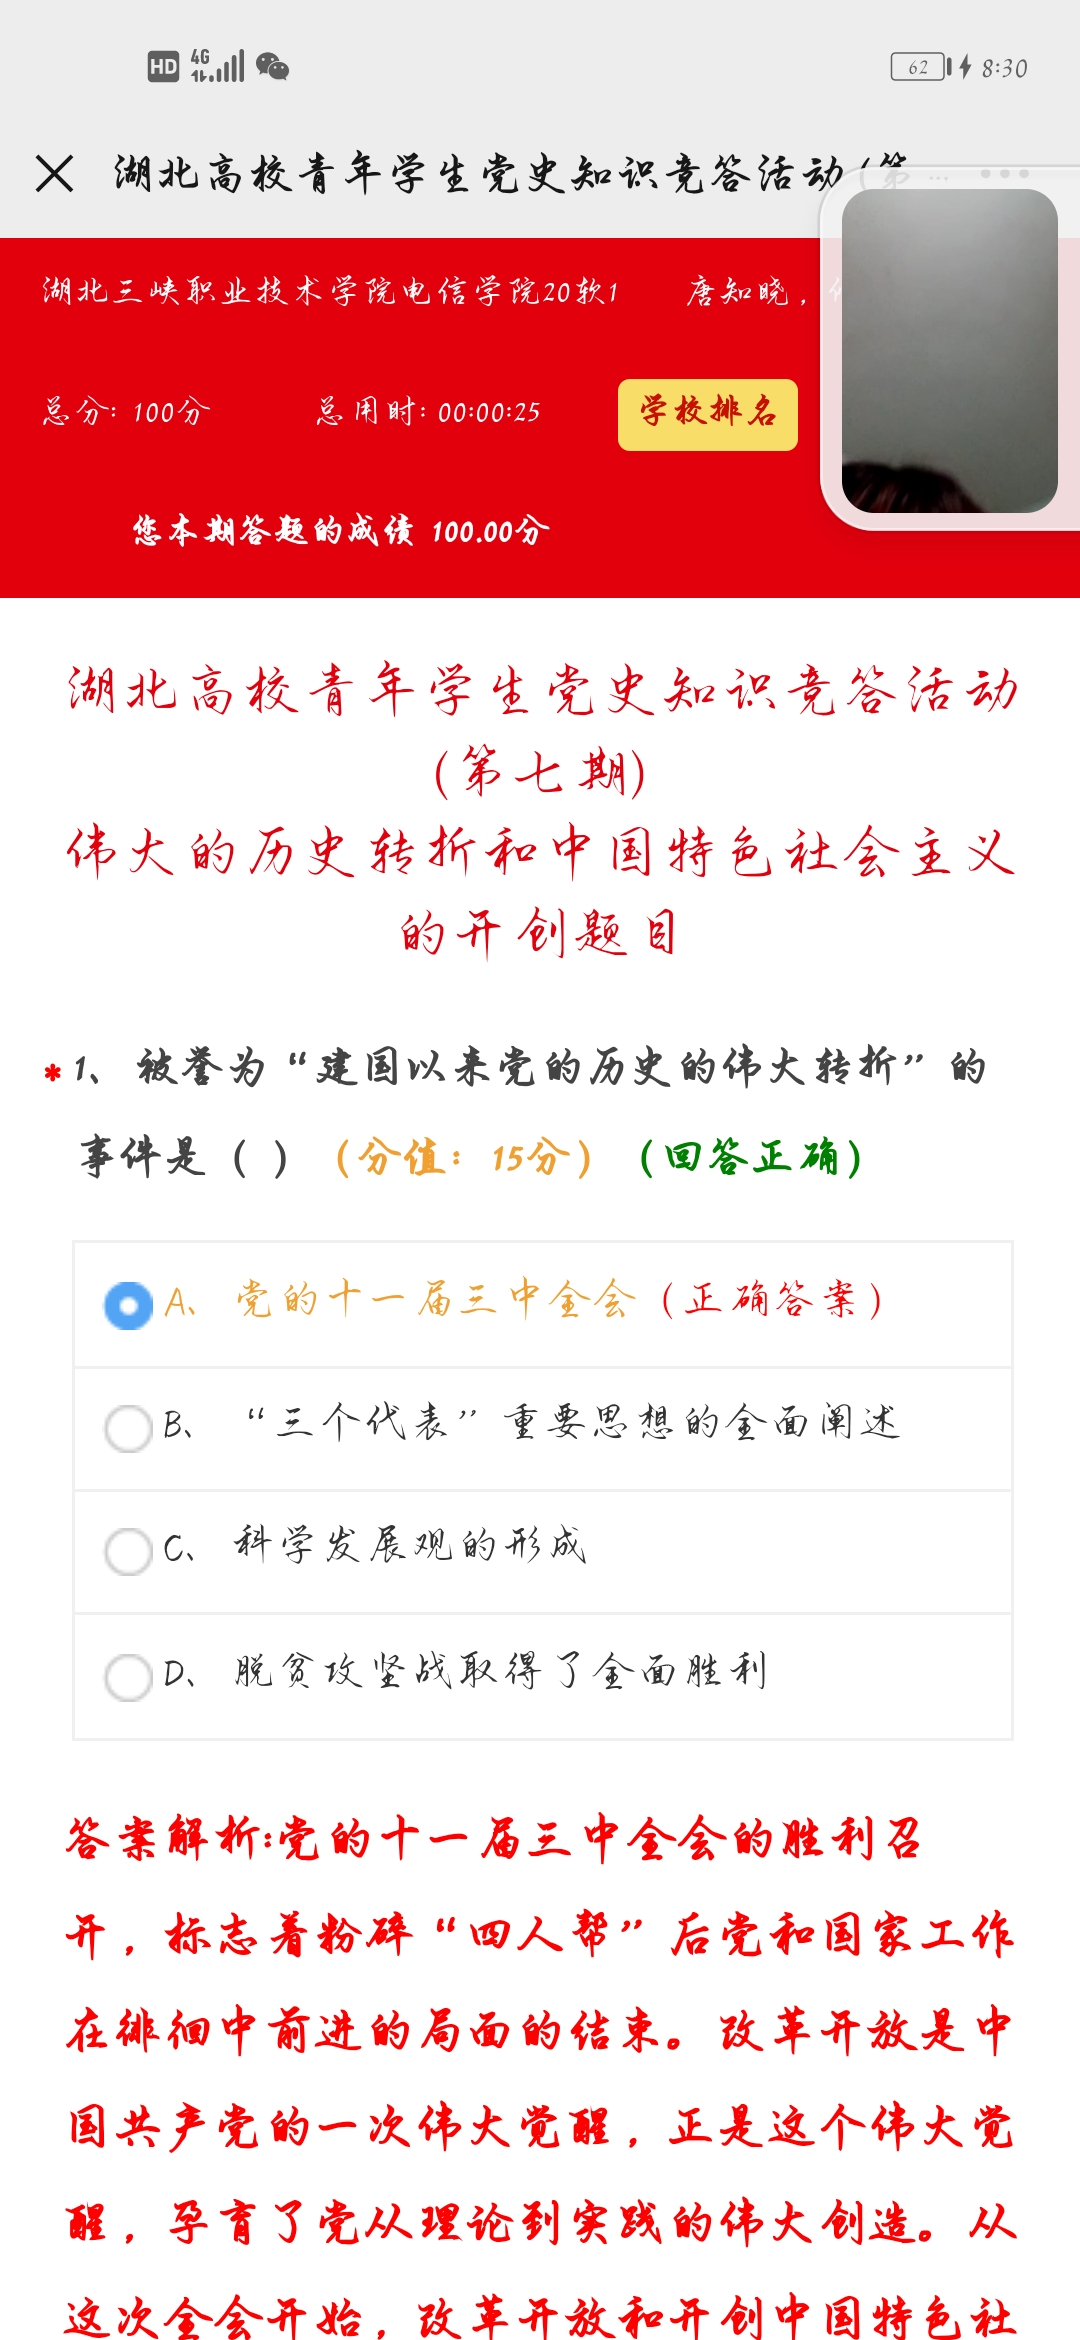 HD 4G 62 8:30
湖北高校青年学生党史知识竞答活动(第 ...
湖北三峡职业技术学院电信学院20软1 唐知晓，
总分: 100分 总用时: 00:00:25 学校排名
您本期答题的成绩 100.00分
湖北高校青年学生党史知识竞答活动
(第七期)
伟大的历史转折和中国特色社会主义
的开创题目
* 1、被誉为“建国以来党的历史的伟大转折”的
事件是（ ）（分值：15分）（回答正确）
A、党的十一届三中全会（正确答案）
B、“三个代表”重要思想的全面阐述
C、科学发展观的形成
D、脱贫攻坚战取得了全面胜利
答案解析:党的十一届三中全会的胜利召
开，标志着粉碎“四人帮”后党和国家工作
在徘徊中前进的局面的结束。改革开放是中
国共产党的一次伟大觉醒，正是这个伟大觉
醒，孕育了党从理论到实践的伟大创造。从
这次全会开始，改革开放和开创中国特色社